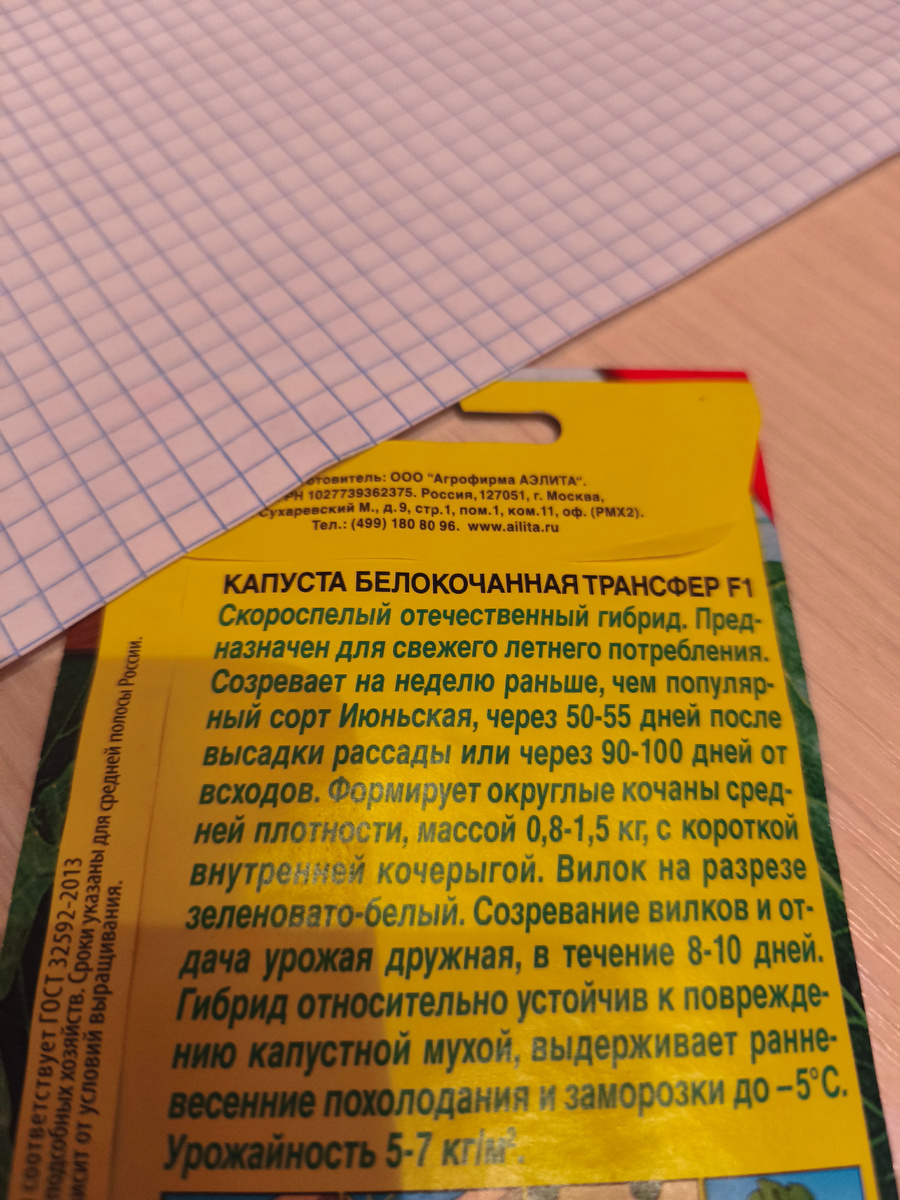 отовитель: ООО "Агрофирма АЭЛИТА".
РН 1027739362375. Россия, 127051, г. Москва,
Сухаревский М., д.9, стр.1, пом.1, ком.11, оф. (РМХ2).
Тел.: (499) 180 80 96. www.ailita.ru
КАПУСТА БЕЛОКОЧАННАЯ ТРАНСФЕР F1
Скороспелый отечественный гибрид. Пред-
назначен для свежего летнего потребления.
Созревает на неделю раньше, чем популяр-
ный сорт Июньская, через 50-55 дней после
высадки рассады или через 90-100 дней от
всходов. Формирует округлые кочаны сред-
ней плотности, массой 0,8-1,5 кг, с короткой
внутренней кочерыгой. Вилок на разрезе
зеленовато-белый. Созревание вилков и от-
дача урожая дружная, в течение 8-10 дней.
Гибрид относительно устойчив к поврежде-
нию капустной мухой, выдерживает ранне-
весенние похолодания и заморозки до –5°С.
Урожайность 5-7 кг/м².
соответствует ГОСТ 32592-2013
подсобных хозяйств. Сроки указаны для средней полосы России.
висит от условий выращивания.